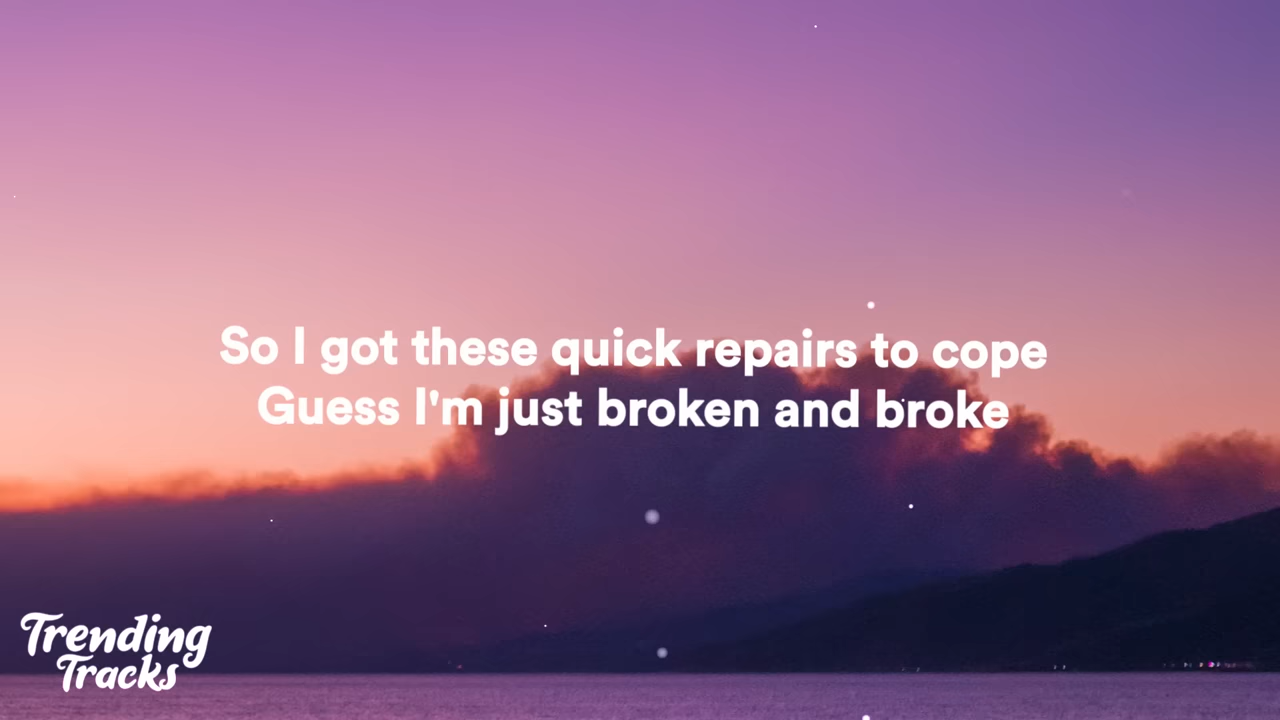 So I got these quick repairs to cope
Guess I'm just broken and broke
Trending
Tracks